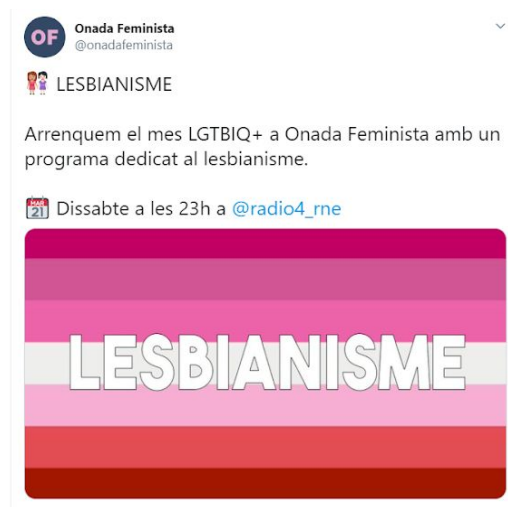 OF
Onada Feminista
@onadafeminista
👭 LESBIANISME
Arrenquem el mes LGTBIQ+ a Onada Feminista amb un
programa dedicat al lesbianisme.
📅 Dissabte a les 23h a @radio4_rne
LESBIANISME